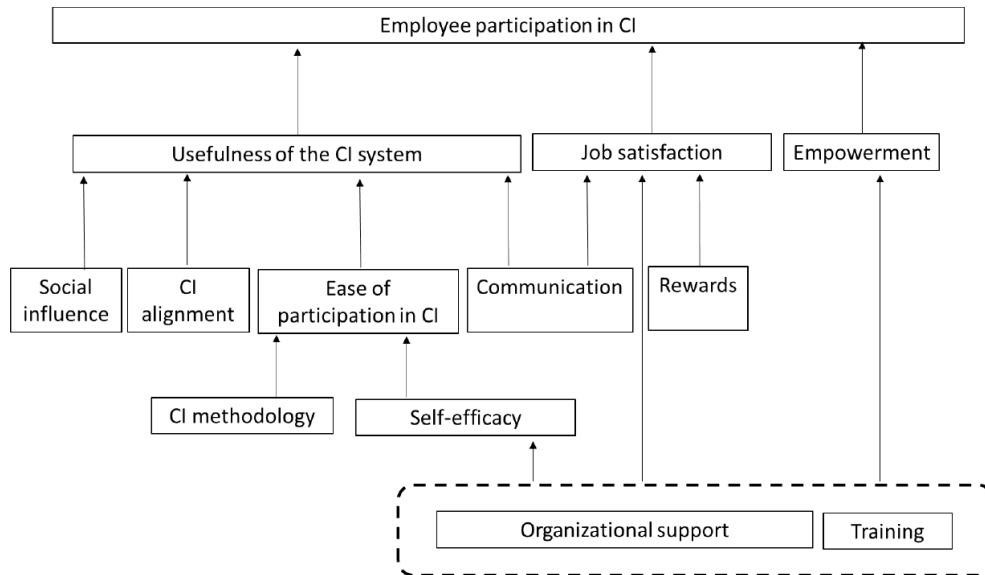 Employee participation in CI
Usefulness of the CI system
Job satisfaction
Empowerment
Social
influence
CI
alignment
Ease of
participation in CI
Communication
Rewards
CI methodology
Self-efficacy
Organizational support
Training